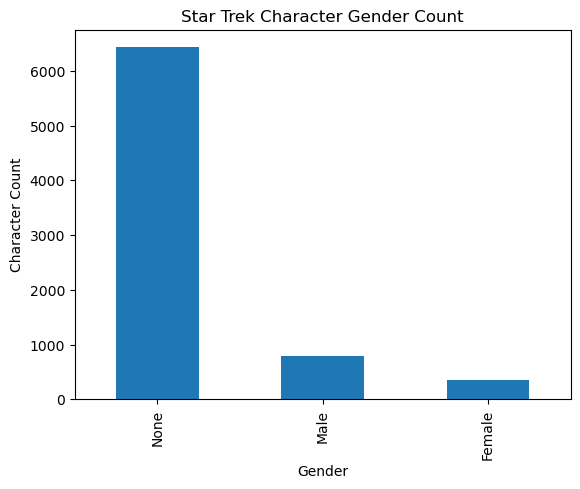 Star Trek Character Gender Count
Character Count
6000
5000
4000
3000
2000
1000
0
None
Male
Female
Gender